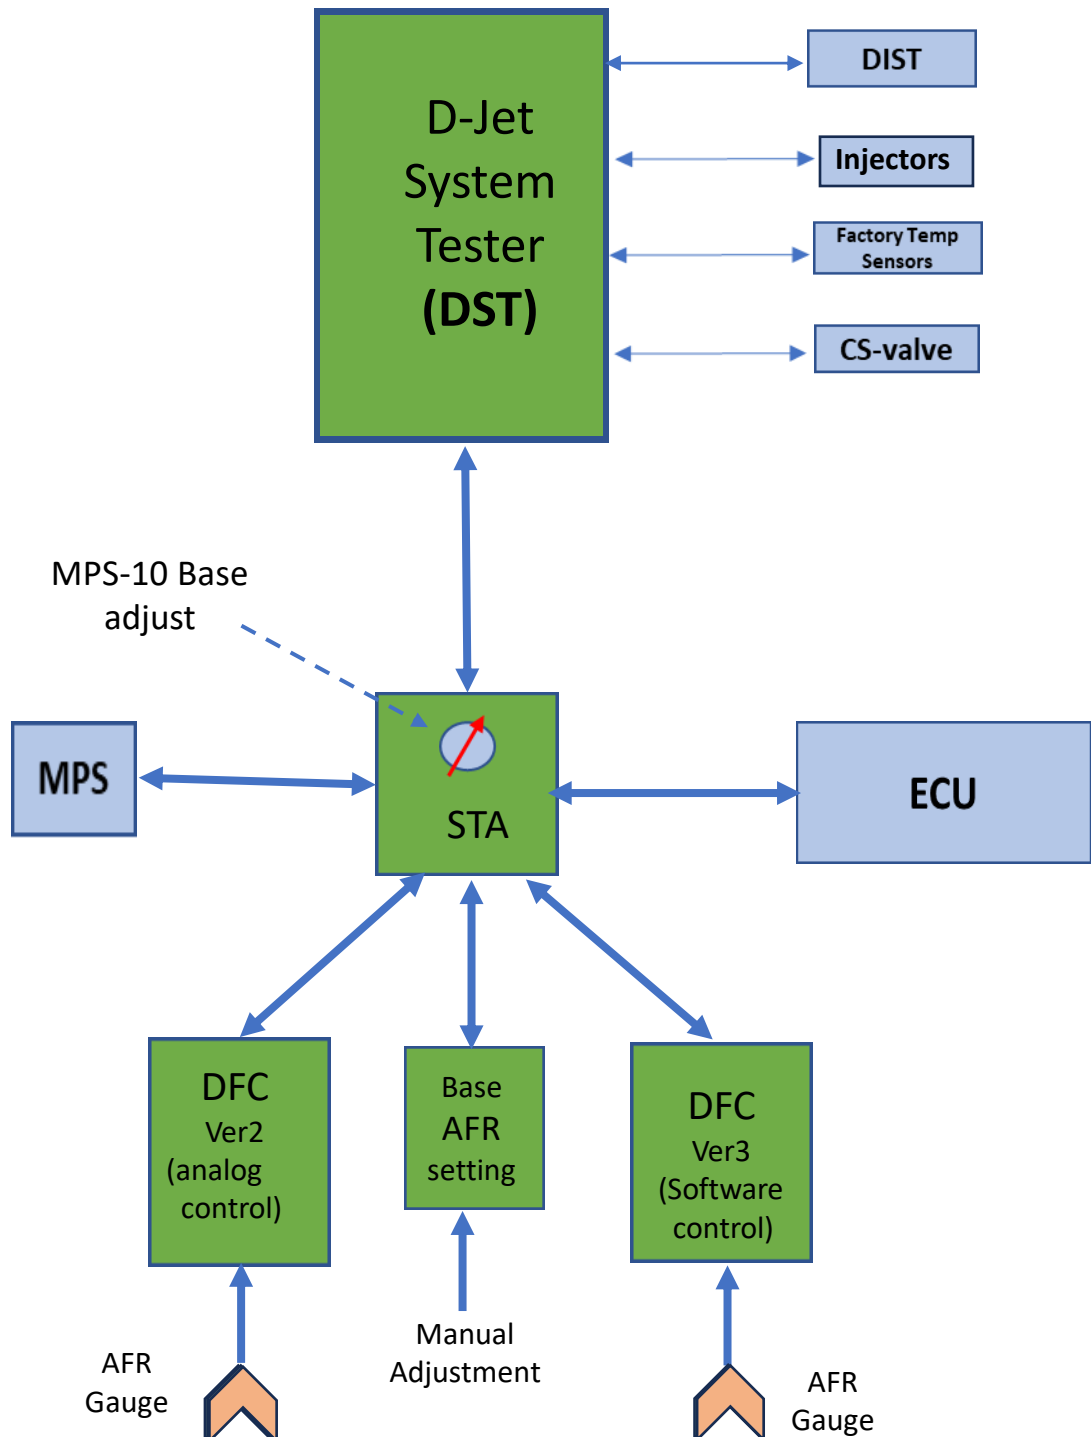 D-Jet
System
Tester
(DST)
DIST
Injectors
Factory Temp
Sensors
CS-valve
MPS-10 Base
adjust
MPS
STA
ECU
DFC
Ver2
(analog
control)
Base
AFR
setting
DFC
Ver3
(Software
control)
AFR
Gauge
Manual
Adjustment
AFR
Gauge